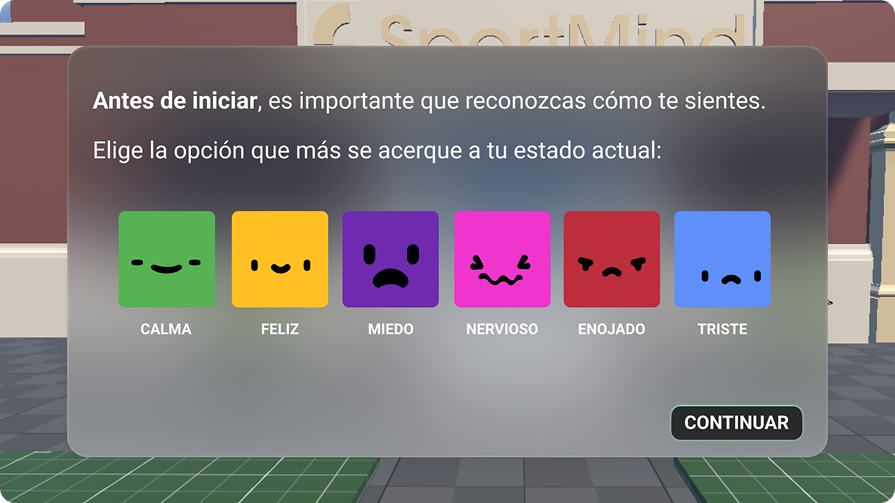 SportMind
Antes de iniciar, es importante que reconozcas cómo te sientes.
Elige la opción que más se acerque a tu estado actual:
CALMA
FELIZ
MIEDO
NERVIOSO
ENOJADO
TRISTE
CONTINUAR